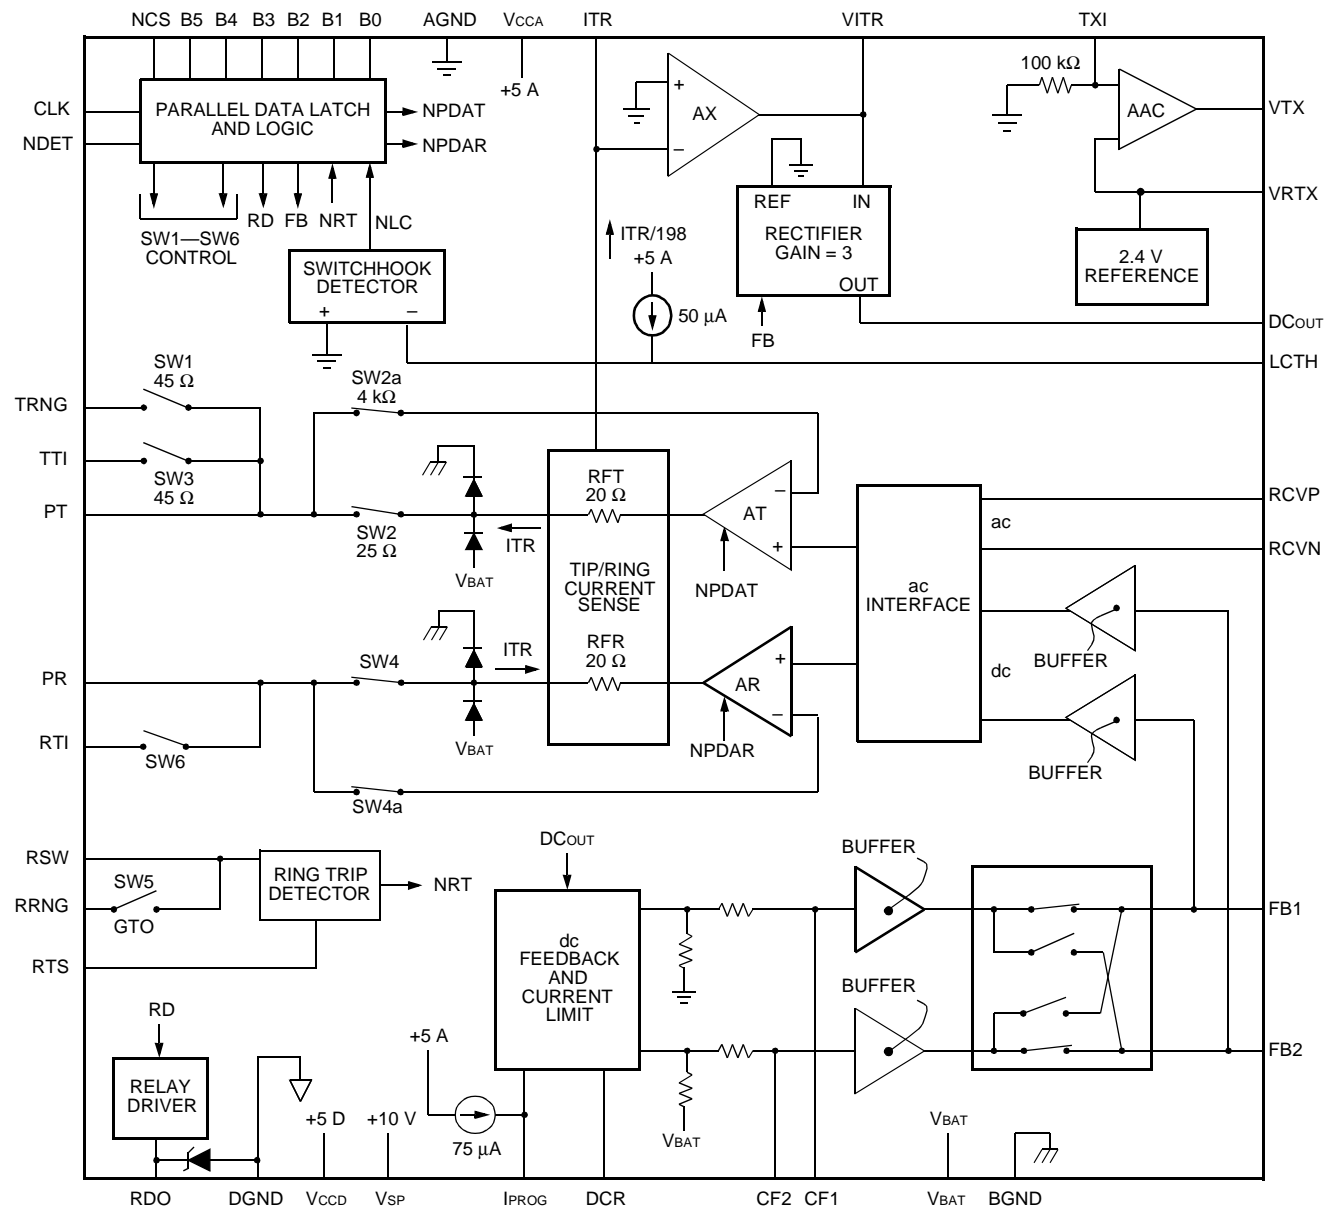 NCS B5 B4 B3 B2 B1 B0 AGND VCCA ITR VITR TXI
+5 A
100 kΩ
CLK
NDET
PARALLEL DATA LATCH
AND LOGIC
NPDAT
NPDAR
+
AX
–
AAC
VTX
VRTX
REF IN
RECTIFIER
GAIN = 3
OUT
FB
2.4 V
REFERENCE
RD FB NRT NLC
SW1—SW6
CONTROL
SWITCHHOOK
DETECTOR
+ –
ITR/198
+5 A
50 µA
DCOUT
LCTH
SW1
45 Ω
TRNG
SW2a
4 kΩ
TTI
SW3
45 Ω
PT
SW2
25 Ω
VBAT
ITR
RFT
20 Ω
TIP/RING
CURRENT
SENSE
RFR
20 Ω
–
AT
+
NPDAT
ac
INTERFACE
ac
dc
RCVP
RCVN
BUFFER
BUFFER
PR
SW4
ITR
VBAT
+
AR
–
NPDAR
RTI
SW6
SW4a
RSW
SW5
RRNG
GTO
RTS
RING TRIP
DETECTOR
NRT
DCOUT
dc
FEEDBACK
AND
CURRENT
LIMIT
BUFFER
BUFFER
FB1
FB2
RD
RELAY
DRIVER
+5 D
+10 V
+5 A
75 µA
VBAT
VBAT
RDO DGND VCCD VSP IPROG DCR CF2 CF1 VBAT BGND